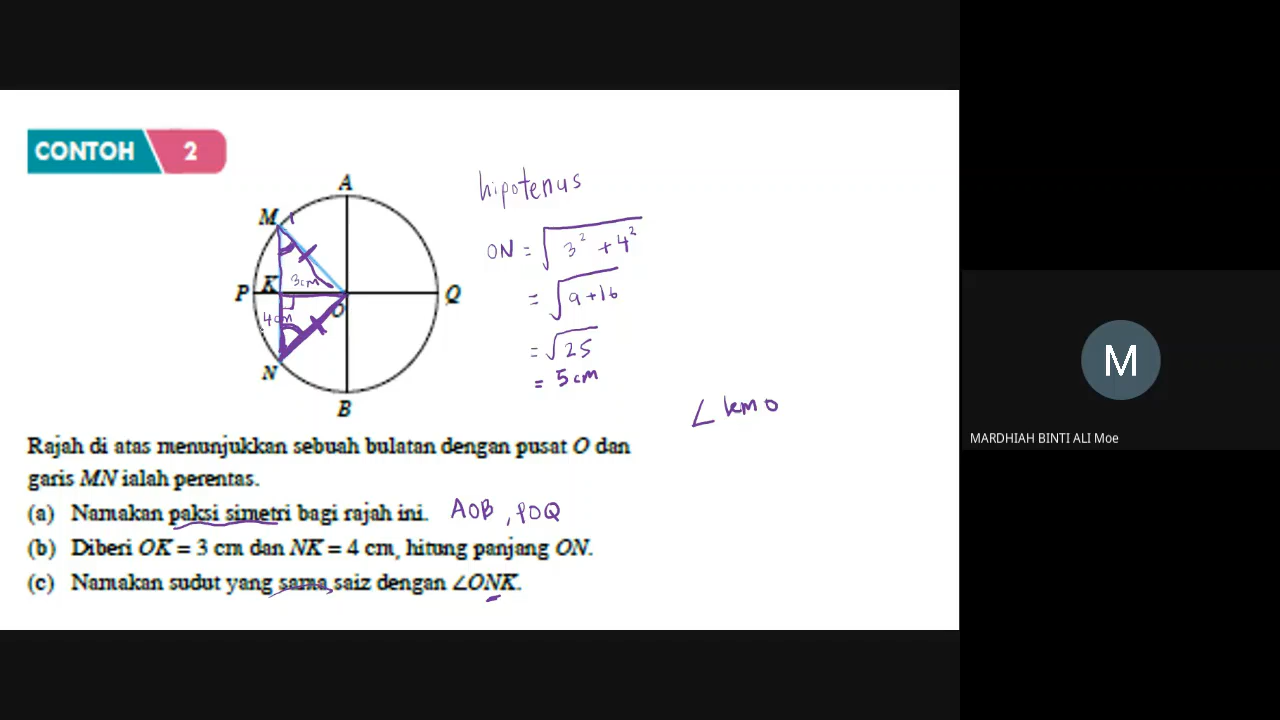 CONTOH 2
A
M
3cm
P K Q
O
4cm
N
B
hipotenus
ON = √3² + 4²
= √9 + 16
= √25
= 5 cm
∠ KMO
Rajah di atas menunjukkan sebuah bulatan dengan pusat O dan
garis MN ialah perentas.
(a) Namakan paksi simetri bagi rajah ini. AOB, POQ
(b) Diberi OK = 3 cm dan NK = 4 cm, hitung panjang ON.
(c) Namakan sudut yang sama saiz dengan ∠ONK.
M
MARDHIAH BINTI ALI Moe